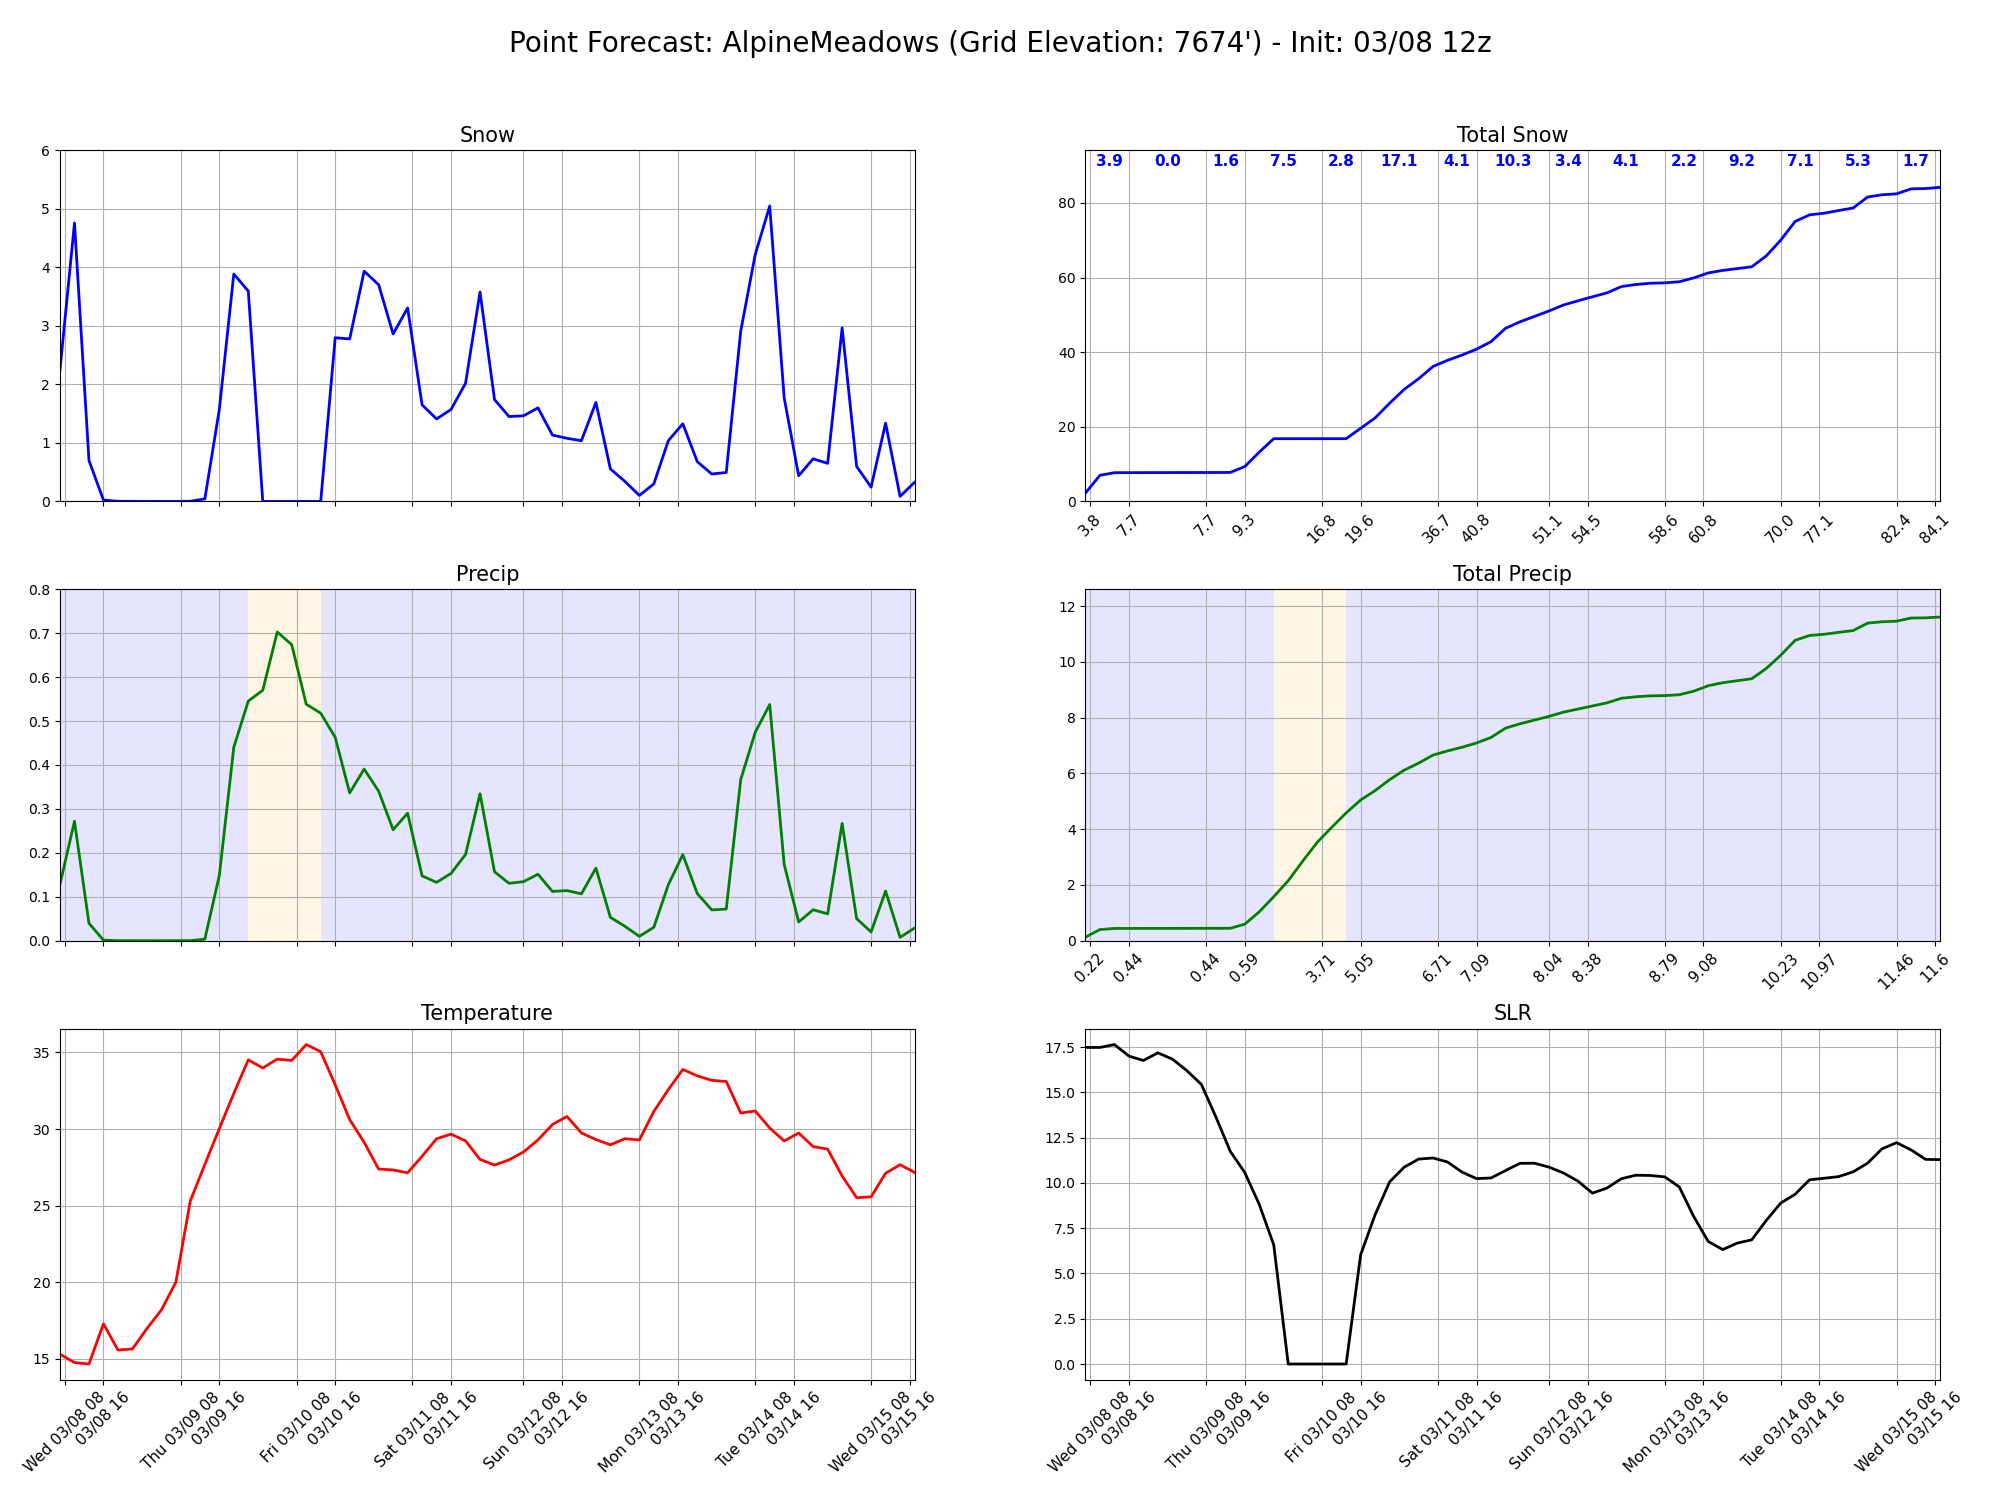 Point Forecast: AlpineMeadows (Grid Elevation: 7674') - Init: 03/08 12z
Snow
6
5
4
3
2
1
0
Total Snow
3.9 0.0 1.6 7.5 2.8 17.1 4.1 10.3 3.4 4.1 2.2 9.2 7.1 5.3 1.7
80
60
40
20
0
3.8 7.7 7.7 9.3 16.8 19.6 36.7 40.8 51.1 54.5 58.6 60.8 70.0 77.1 82.4 84.1
Precip
0.8
0.7
0.6
0.5
0.4
0.3
0.2
0.1
0.0
Total Precip
12
10
8
6
4
2
0
0.22 0.44 0.44 0.59 3.71 5.05 6.71 7.09 8.04 8.38 8.79 9.08 10.23 10.97 11.46 11.6
Temperature
35
30
25
20
15
Wed 03/08 08
03/08 16
Thu 03/09 08
03/09 16
Fri 03/10 08
03/10 16
Sat 03/11 08
03/11 16
Sun 03/12 08
03/12 16
Mon 03/13 08
03/13 16
Tue 03/14 08
03/14 16
Wed 03/15 08
03/15 16
SLR
17.5
15.0
12.5
10.0
7.5
5.0
2.5
0.0
Wed 03/08 08
03/08 16
Thu 03/09 08
03/09 16
Fri 03/10 08
03/10 16
Sat 03/11 08
03/11 16
Sun 03/12 08
03/12 16
Mon 03/13 08
03/13 16
Tue 03/14 08
03/14 16
Wed 03/15 08
03/15 16